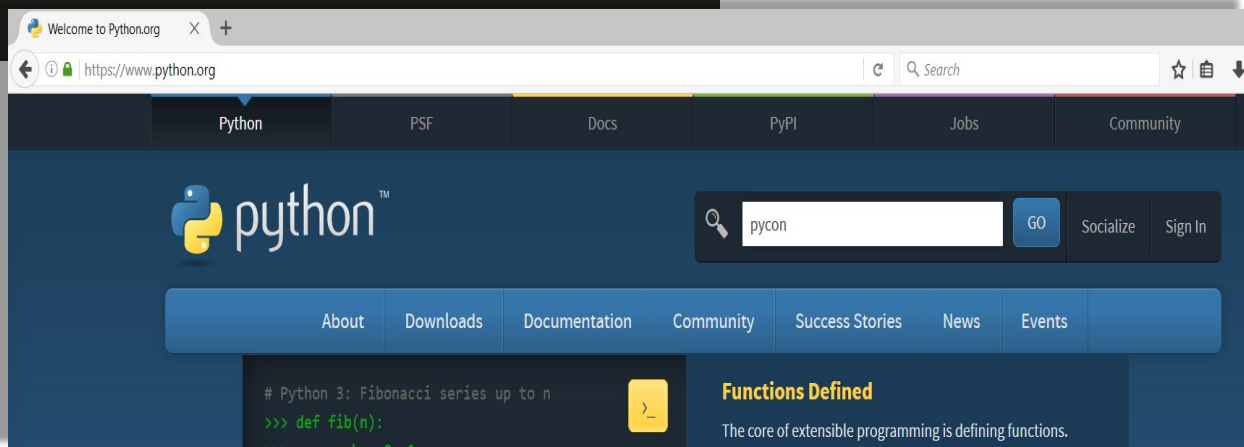 Welcome to Python.org
https://www.python.org
Search
Python PSF Docs PyPI Jobs Community
python™
pycon GO Socialize Sign In
About Downloads Documentation Community Success Stories News Events
# Python 3: Fibonacci series up to n
>_
>>> def fib(n):
Functions Defined
The core of extensible programming is defining functions.